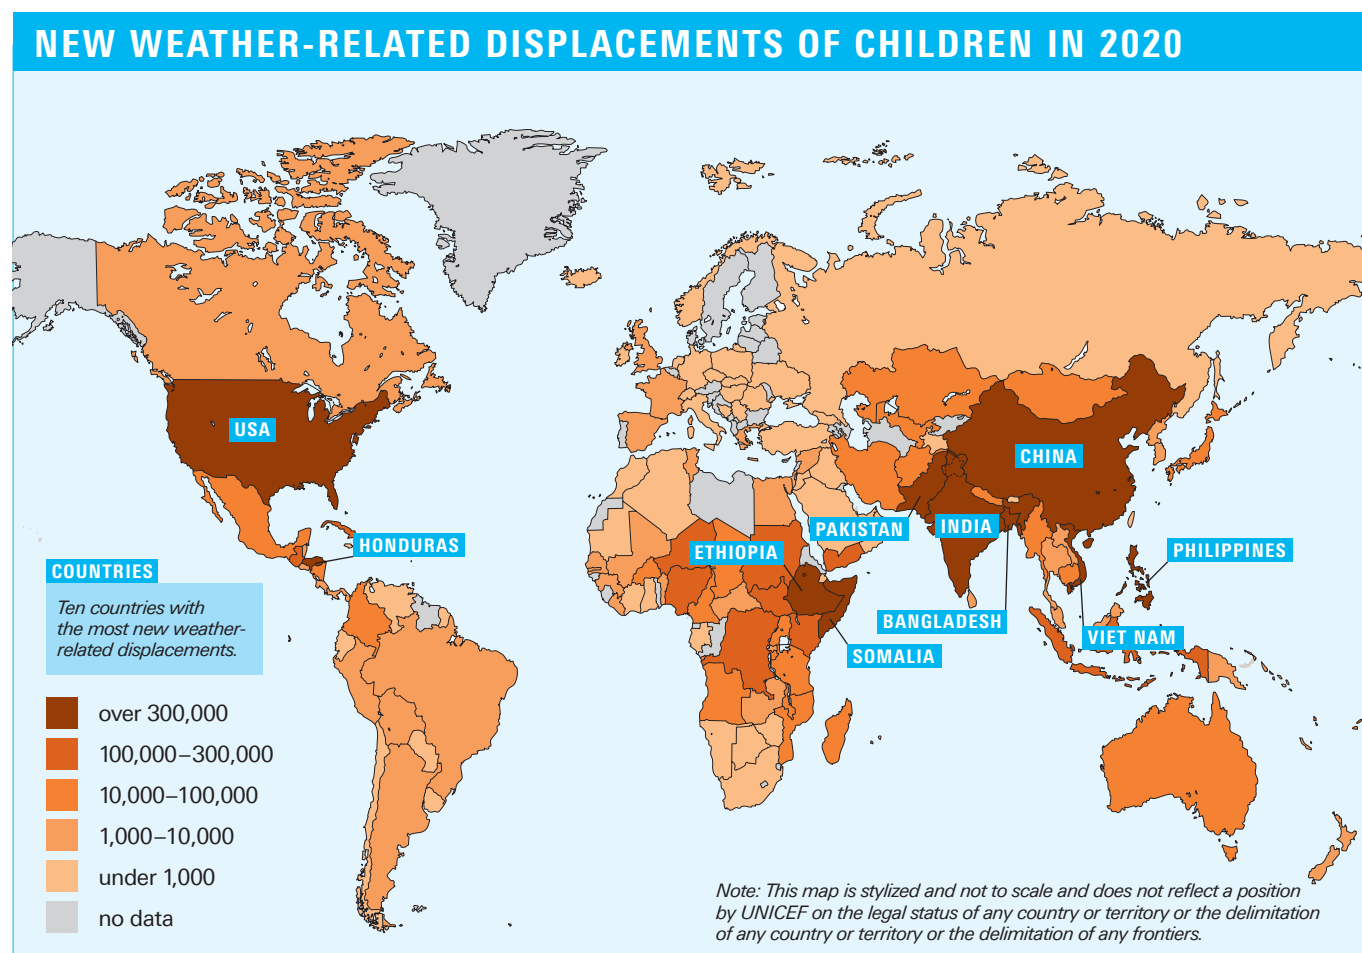 NEW WEATHER-RELATED DISPLACEMENTS OF CHILDREN IN 2020
USA
CHINA
PAKISTAN
INDIA
HONDURAS
ETHIOPIA
PHILIPPINES
BANGLADESH
VIET NAM
SOMALIA
COUNTRIES
Ten countries with
the most new weather-
related displacements.
over 300,000
100,000–300,000
10,000–100,000
1,000–10,000
under 1,000
no data
Note: This map is stylized and not to scale and does not reflect a position
by UNICEF on the legal status of any country or territory or the delimitation
of any country or territory or the delimitation of any frontiers.